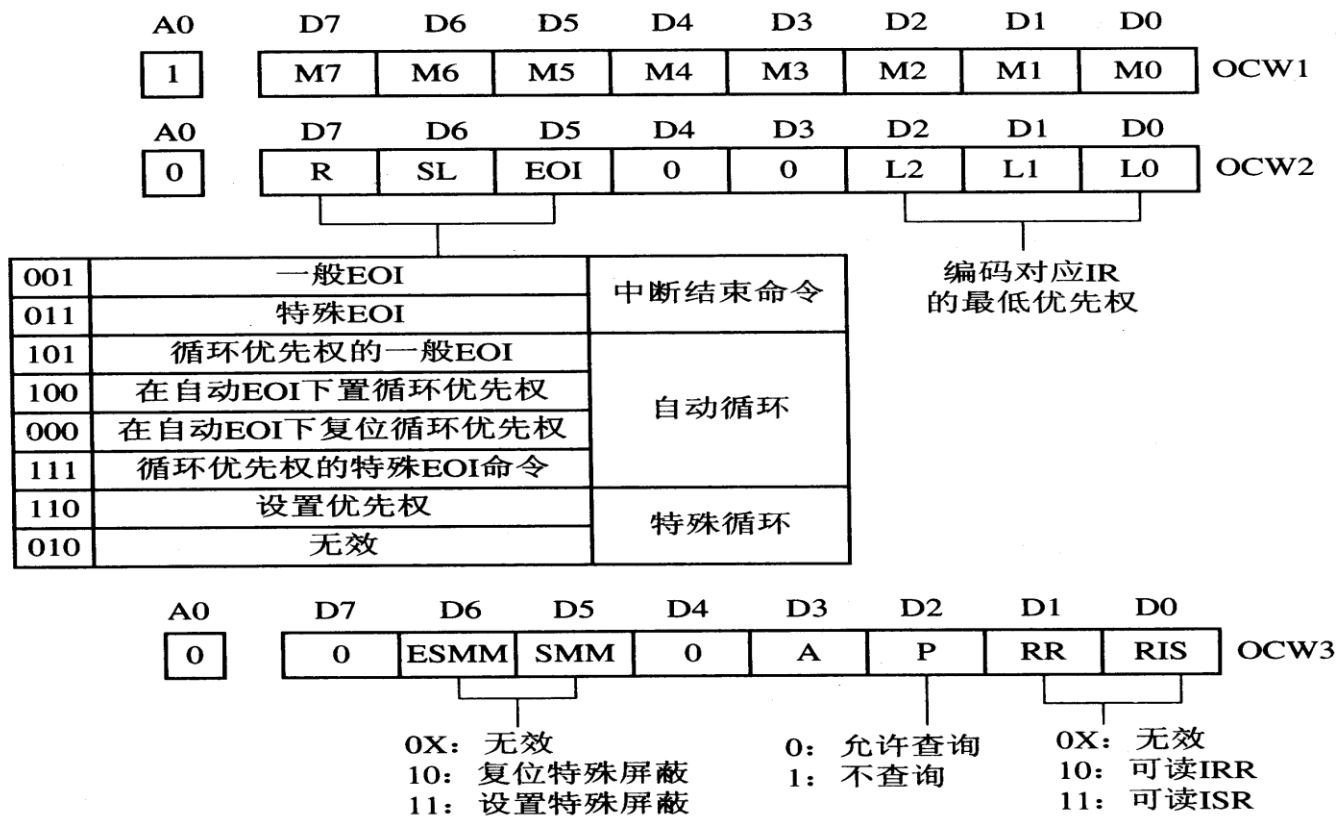 A0 D7 D6 D5 D4 D3 D2 D1 D0
1 M7 M6 M5 M4 M3 M2 M1 M0 OCW1
A0 D7 D6 D5 D4 D3 D2 D1 D0
0 R SL EOI 0 0 L2 L1 L0 OCW2
001 一般EOI 中断结束命令
011 特殊EOI
101 循环优先权的一般EOI 自动循环
100 在自动EOI下置循环优先权
000 在自动EOI下复位循环优先权
111 循环优先权的特殊EOI命令
110 设置优先权 特殊循环
010 无效
编码对应IR
的最低优先权
A0 D7 D6 D5 D4 D3 D2 D1 D0
0 0 ESMM SMM 0 A P RR RIS OCW3
0X：无效
10：复位特殊屏蔽
11：设置特殊屏蔽
0：允许查询
1：不查询
0X：无效
10：可读IRR
11：可读ISR